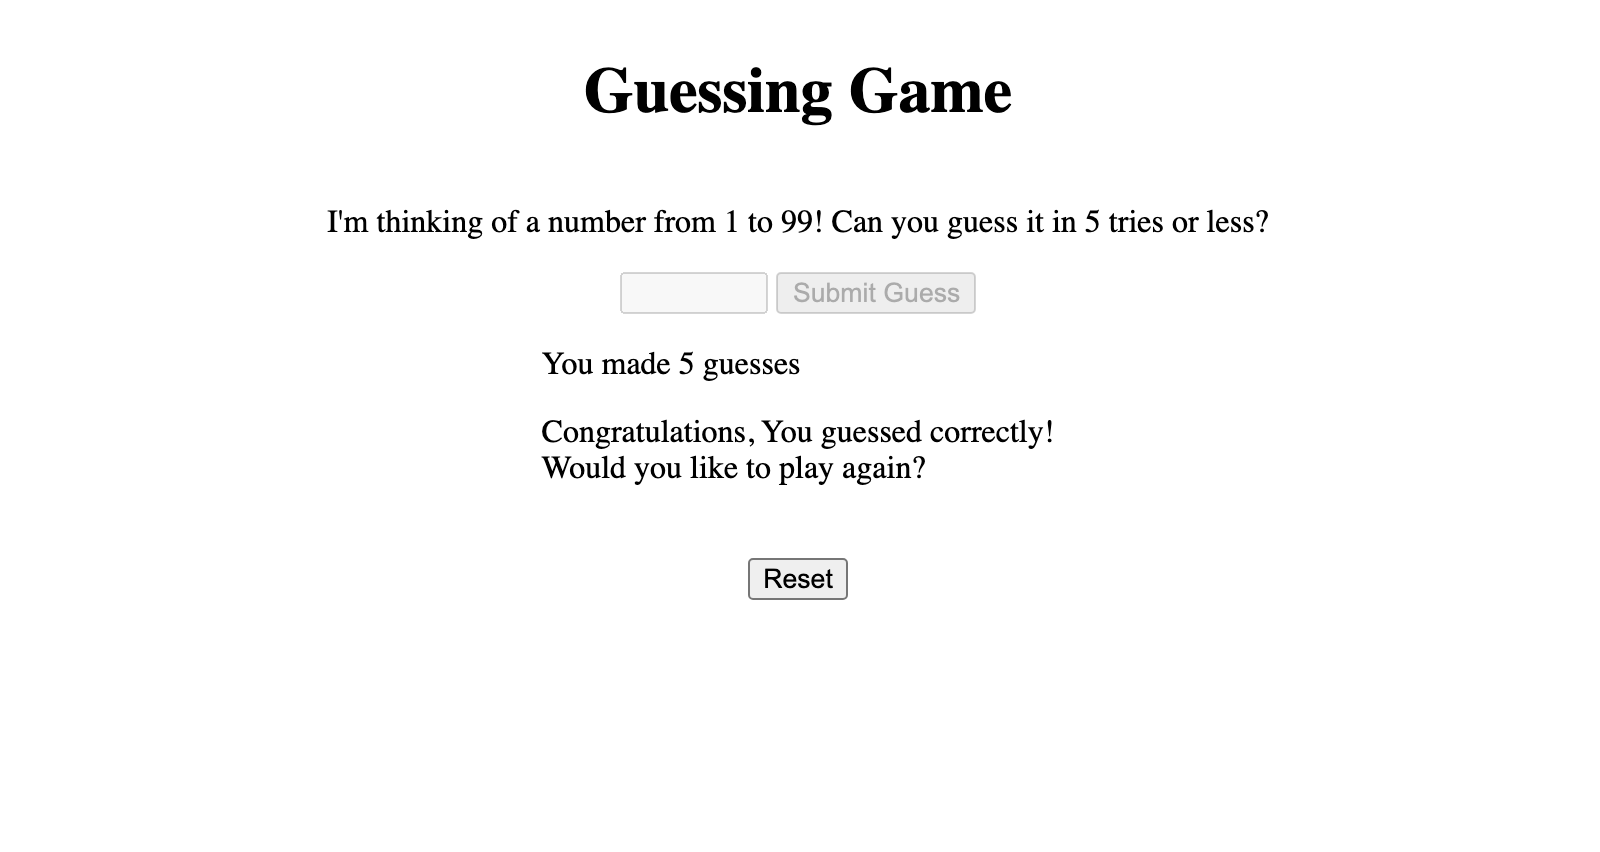 Guessing Game
I'm thinking of a number from 1 to 99! Can you guess it in 5 tries or less?
Submit Guess
You made 5 guesses
Congratulations, You guessed correctly!
Would you like to play again?
Reset